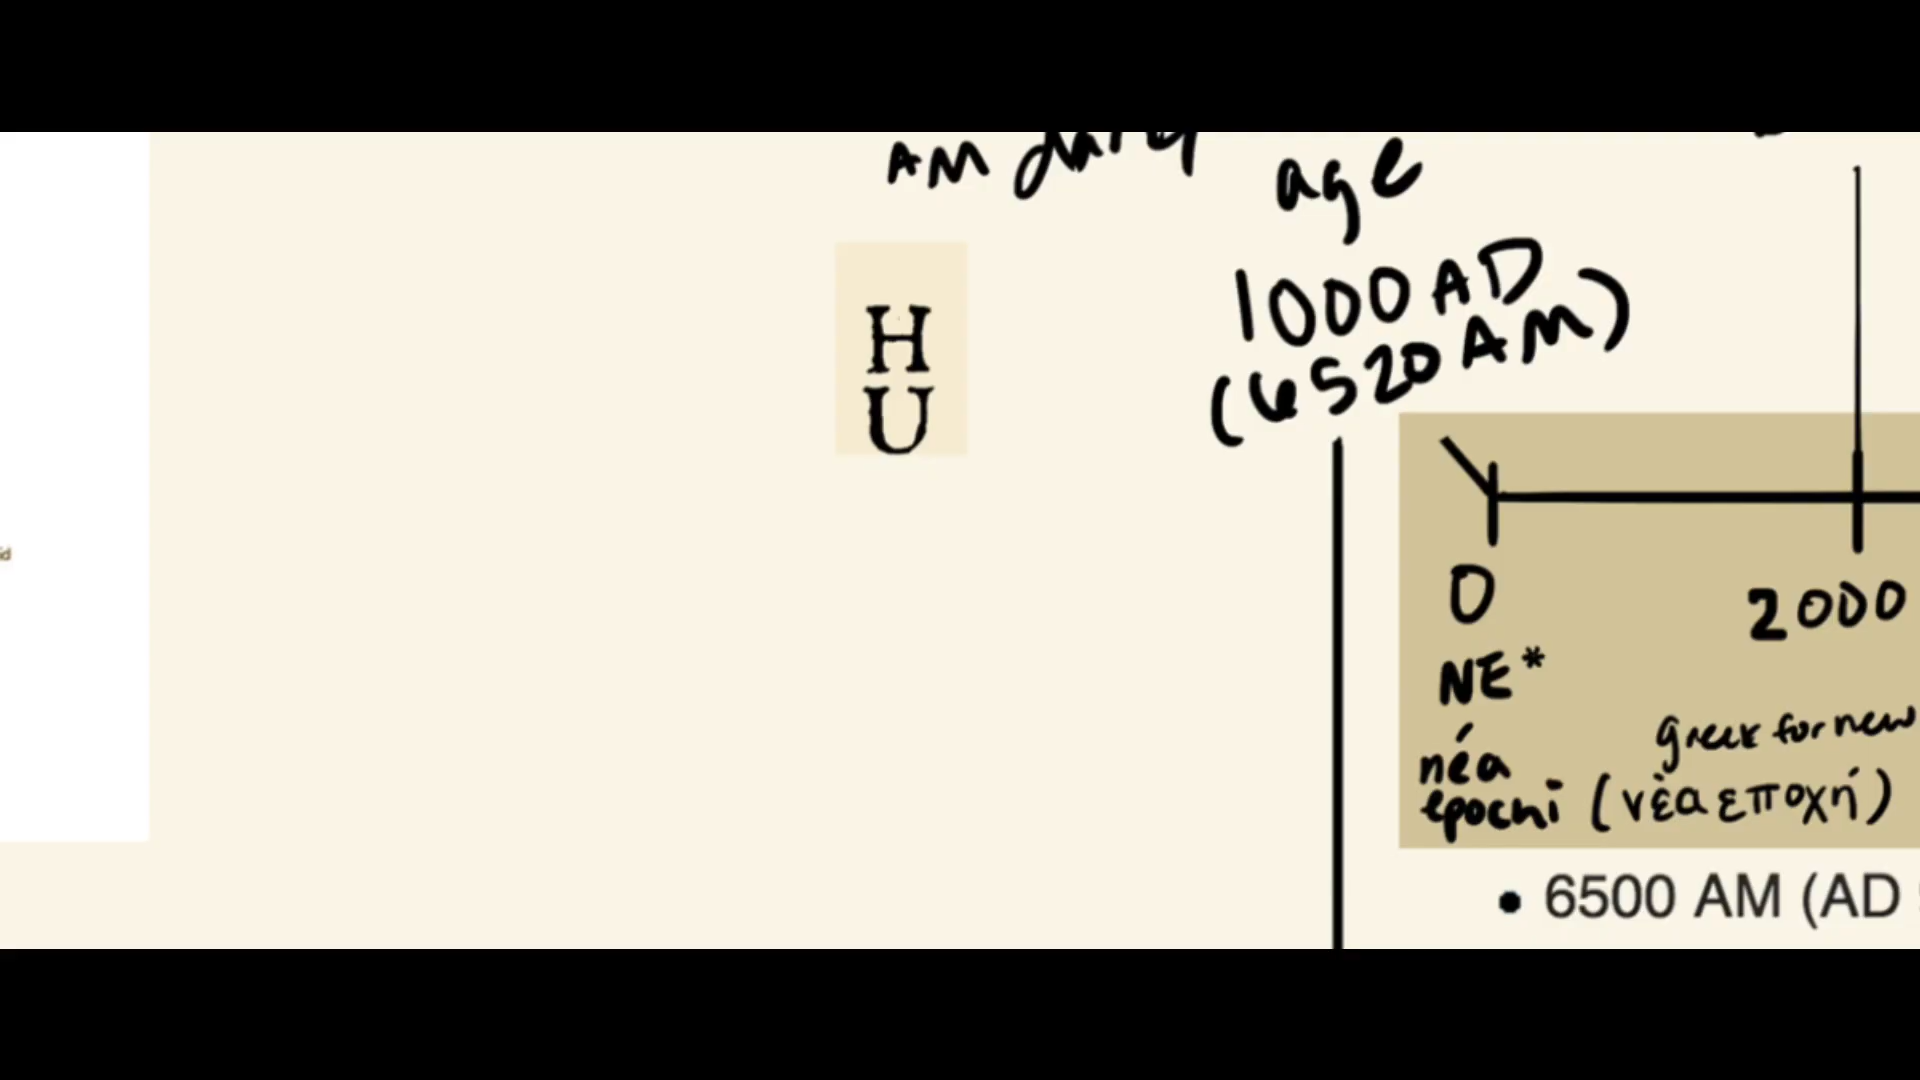 AM
age
1000 AD
(6520 AM)
H
U
id
0
2000
NE*
greek for new
néa
epochi (νέα εποχή)
• 6500 AM (AD